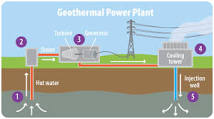 Geothermal Power Plant
Turbine
Generator
3
2
Steam
4
Cooling
tower
Hot water
Injection
well
1
5